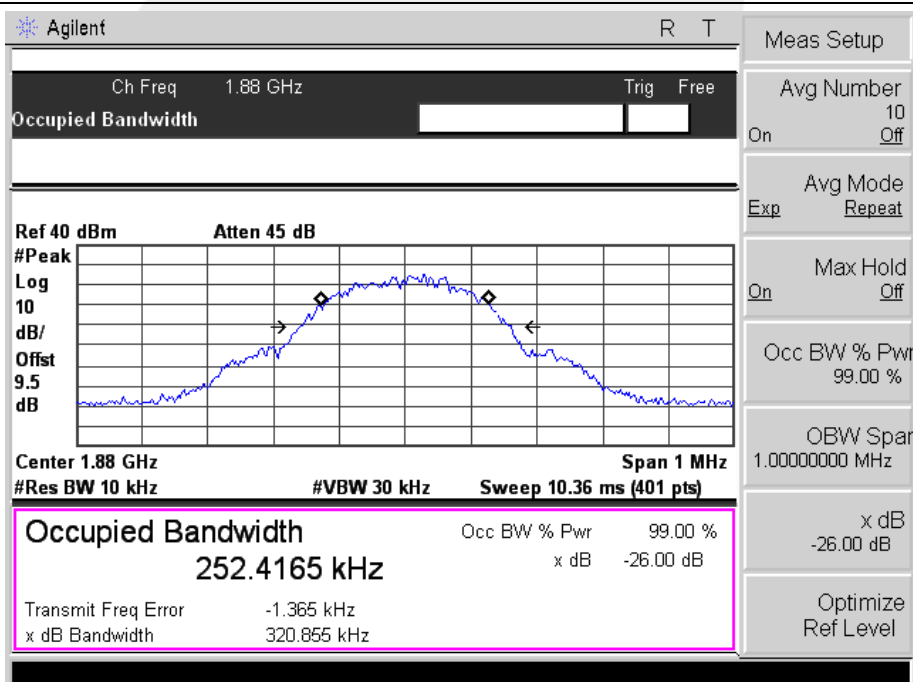 Agilent R T
Ch Freq 1.88 GHz Trig Free
Occupied Bandwidth
Ref 40 dBm Atten 45 dB
#Peak
Log
10
dB/
Offst
9.5
dB
Center 1.88 GHz Span 1 MHz
#Res BW 10 kHz #VBW 30 kHz Sweep 10.36 ms (401 pts)
Occupied Bandwidth
252.4165 kHz
Occ BW % Pwr 99.00 %
x dB -26.00 dB
Transmit Freq Error -1.365 kHz
x dB Bandwidth 320.855 kHz
Meas Setup
Avg Number
10
On Off
Avg Mode
Exp Repeat
Max Hold
On Off
Occ BW % Pwr
99.00 %
OBW Span
1.00000000 MHz
x dB
-26.00 dB
Optimize
Ref Level